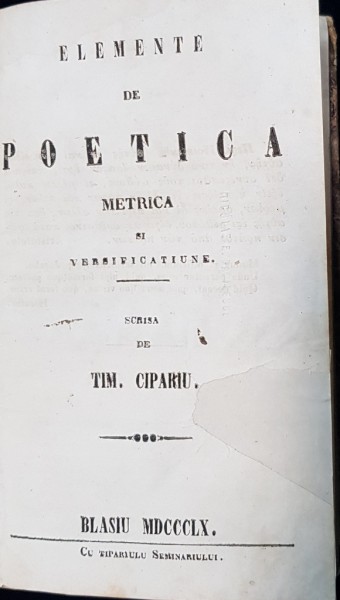 ELEMENTE
DE
POETICA
METRICA
SI
VERSIFICATIUNE.
SCRISA
DE
TIM. CIPARIU.
BLASIU MDCCCLX.
CU TIPARIULU SEMINARIULUI.